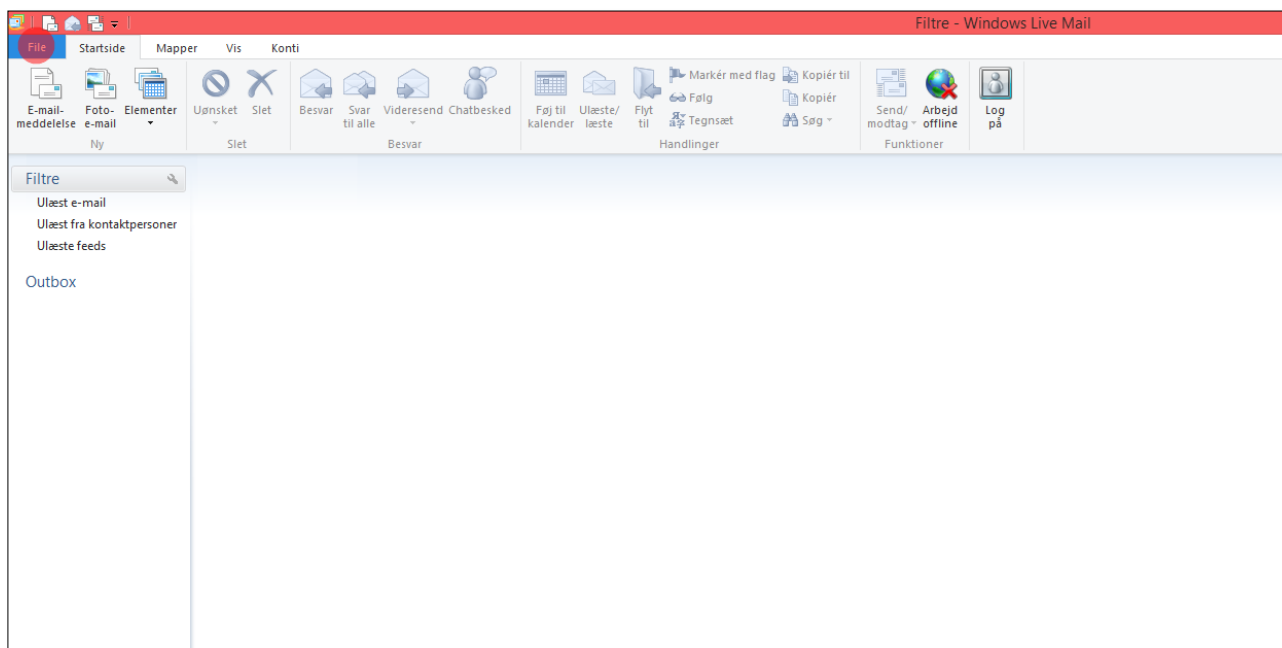 Filtre - Windows Live Mail
File Startside Mapper Vis Konti
E-mail-
meddelelse
Foto-
e-mail
Elementer
Ny
Uønsket
Slet
Slet
Besvar
Svar
til alle
Videresend
Chatbesked
Besvar
Føj til
kalender
Ulæste/
læste
Flyt
til
Markér med flag
Følg
Tegnsæt
Kopiér til
Kopiér
Søg
Handlinger
Send/
modtag
Arbejd
offline
Funktioner
Log
på
Filtre
Ulæst e-mail
Ulæst fra kontaktpersoner
Ulæste feeds
Outbox